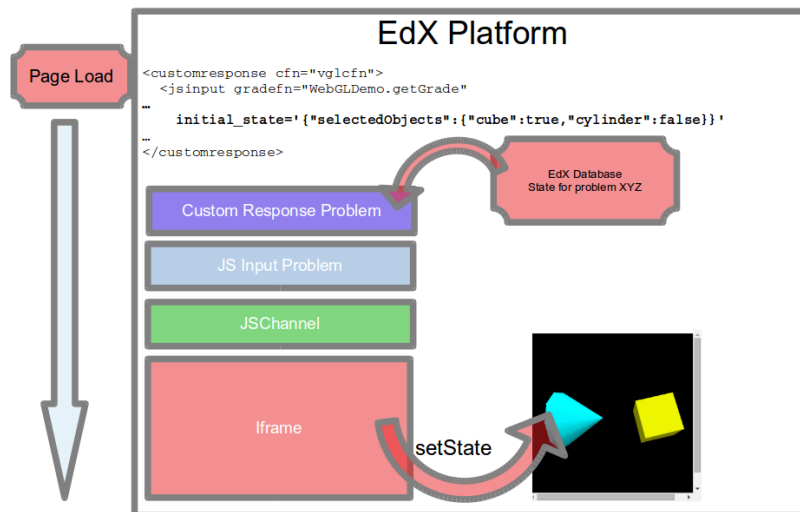 EdX Platform
Page Load
<customresponse cfn="vglcfn">
<jsinput gradefn="WebGLDemo.getGrade"
…
initial_state='{"selectedObjects":{"cube":true,"cylinder":false}}'
…
</customresponse>
EdX Database
State for problem XYZ
Custom Response Problem
JS Input Problem
JSChannel
Iframe
setState